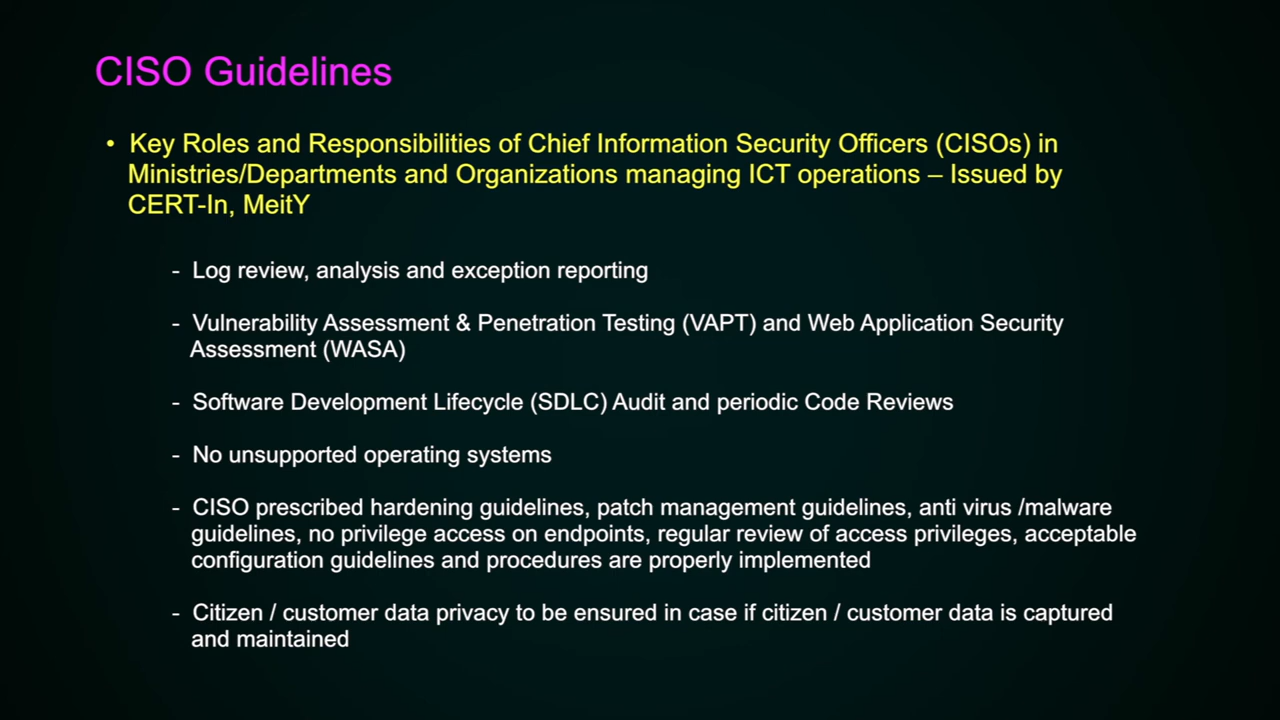 CISO Guidelines
• Key Roles and Responsibilities of Chief Information Security Officers (CISOs) in
Ministries/Departments and Organizations managing ICT operations – Issued by
CERT-In, MeitY
- Log review, analysis and exception reporting
- Vulnerability Assessment & Penetration Testing (VAPT) and Web Application Security
Assessment (WASA)
- Software Development Lifecycle (SDLC) Audit and periodic Code Reviews
- No unsupported operating systems
- CISO prescribed hardening guidelines, patch management guidelines, anti virus /malware
guidelines, no privilege access on endpoints, regular review of access privileges, acceptable
configuration guidelines and procedures are properly implemented
- Citizen / customer data privacy to be ensured in case if citizen / customer data is captured
and maintained